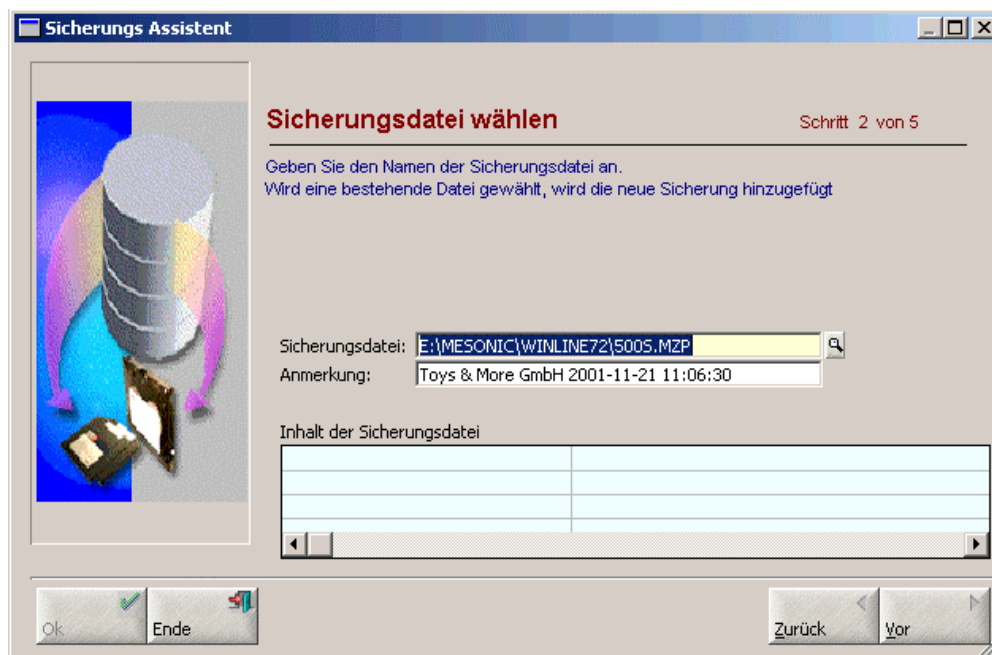 Sicherungs Assistent
Sicherungsdatei wählen
Schritt 2 von 5
Geben Sie den Namen der Sicherungsdatei an.
Wird eine bestehende Datei gewählt, wird die neue Sicherung hinzugefügt
Sicherungsdatei: E:\MESONIC\WINLINE72\500S.MZP
Anmerkung: Toys & More GmbH 2001-11-21 11:06:30
Inhalt der Sicherungsdatei
Ok Ende Zurück Vor